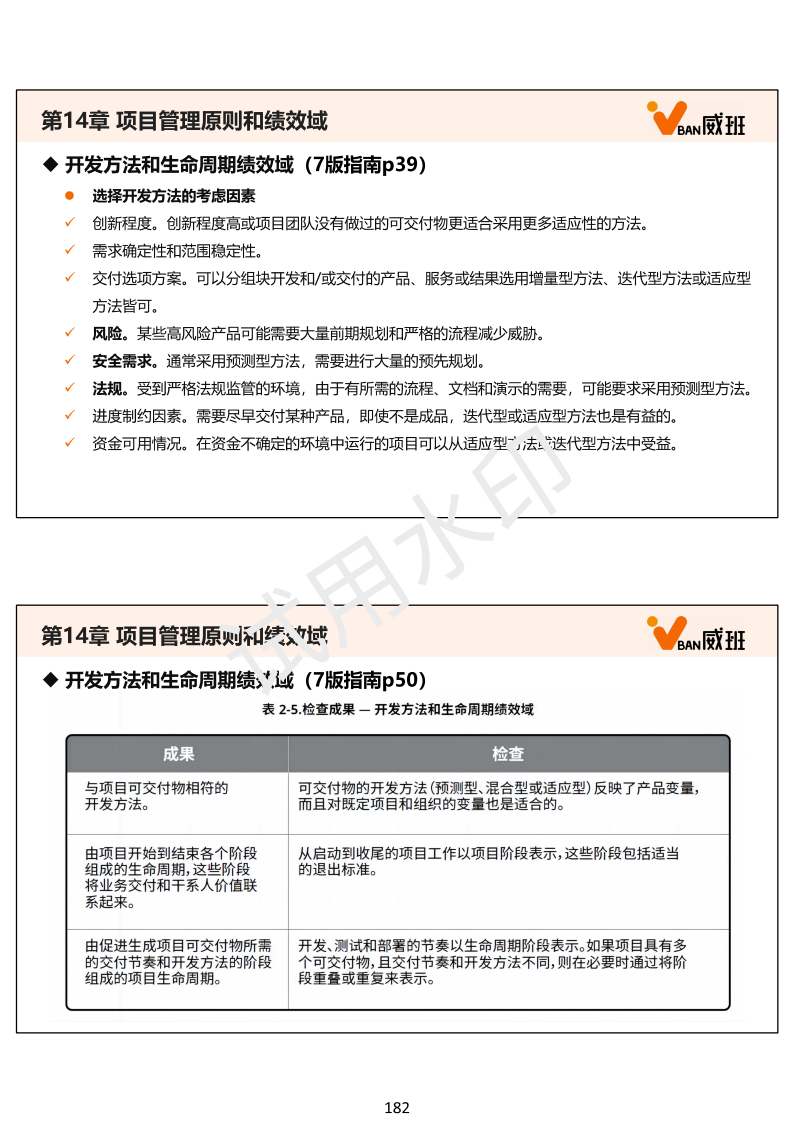 第14章 项目管理原则和绩效域
BAN威班
◆ 开发方法和生命周期绩效域（7版指南p39）
● 选择开发方法的考虑因素
✓ 创新程度。创新程度高或项目团队没有做过的可交付物更适合采用更多适应性的方法。
✓ 需求确定性和范围稳定性。
✓ 交付选项方案。可以分组块开发和/或交付的产品、服务或结果选用增量型方法、迭代型方法或适应型
方法皆可。
✓ 风险。某些高风险产品可能需要大量前期规划和严格的流程减少威胁。
✓ 安全需求。通常采用预测型方法，需要进行大量的预先规划。
✓ 法规。受到严格法规监管的环境，由于有所需的流程、文档和演示的需要，可能要求采用预测型方法。
✓ 进度制约因素。需要尽早交付某种产品，即使不是成品，迭代型或适应型方法也是有益的。
✓ 资金可用情况。在资金不确定的环境中运行的项目可以从适应型方法或迭代型方法中受益。
试用水印
第14章 项目管理原则和绩效域
BAN威班
◆ 开发方法和生命周期绩效域（7版指南p50）
表 2-5.检查成果 — 开发方法和生命周期绩效域
成果
检查
与项目可交付物相符的
开发方法。
可交付物的开发方法（预测型、混合型或适应型）反映了产品变量，
而且对既定项目和组织的变量也是适合的。
由项目开始到结束各个阶段
组成的生命周期，这些阶段
将业务交付和干系人价值联
系起来。
从启动到收尾的项目工作以项目阶段表示，这些阶段包括适当
的退出标准。
由促进生成项目可交付物所需
的交付节奏和开发方法的阶段
组成的项目生命周期。
开发、测试和部署的节奏以生命周期阶段表示。如果项目具有多
个可交付物，且交付节奏和开发方法不同，则在必要时通过将阶
段重叠或重复来表示。
182